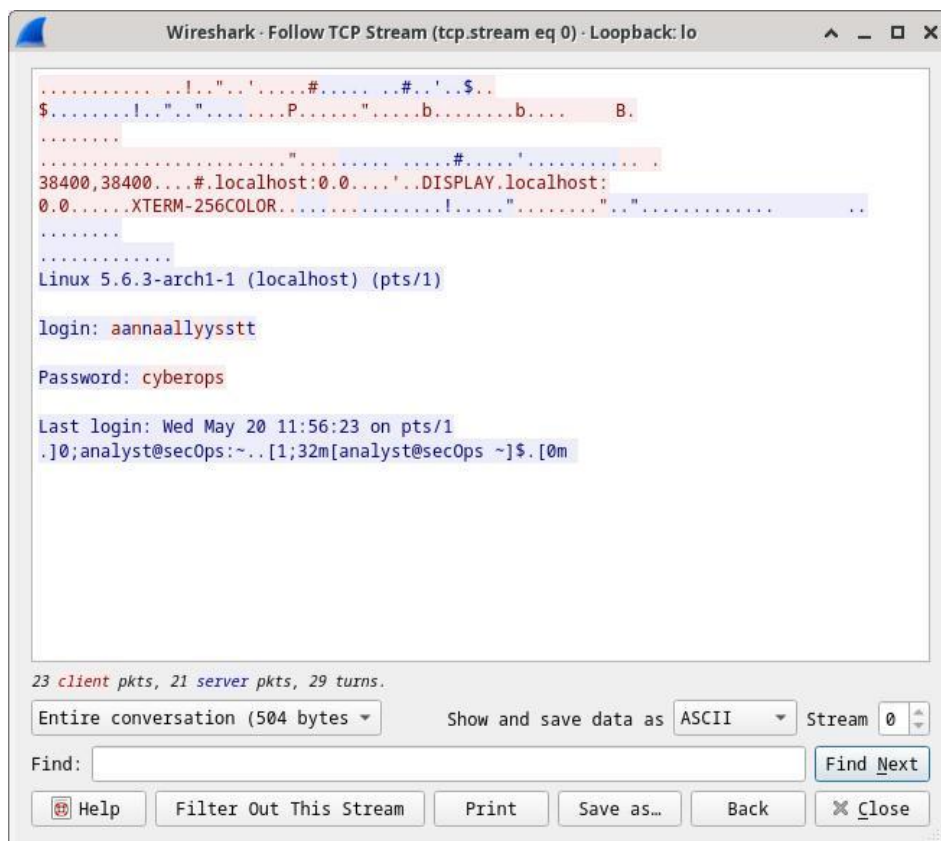 Wireshark · Follow TCP Stream (tcp.stream eq 0) · Loopback: lo
........... ..!.."..'.....#..... ..#..'..$..
$........!..".."........P......".....b........b.... B.
........
.......................".......... .....#.....'............. .
38400,38400....#.localhost:0.0....'..DISPLAY.localhost:
0.0......XTERM-256COLOR..................!.....".........".."............. ..
........
.............
Linux 5.6.3-arch1-1 (localhost) (pts/1)
login: aannaallyysstt
Password: cyberops
Last login: Wed May 20 11:56:23 on pts/1
.]0;analyst@secOps:~..[1;32m[analyst@secOps ~]$.[0m
23 client pkts, 21 server pkts, 29 turns.
Entire conversation (504 bytes
Show and save data as ASCII Stream 0
Find: Find Next
Help Filter Out This Stream Print Save as… Back Close